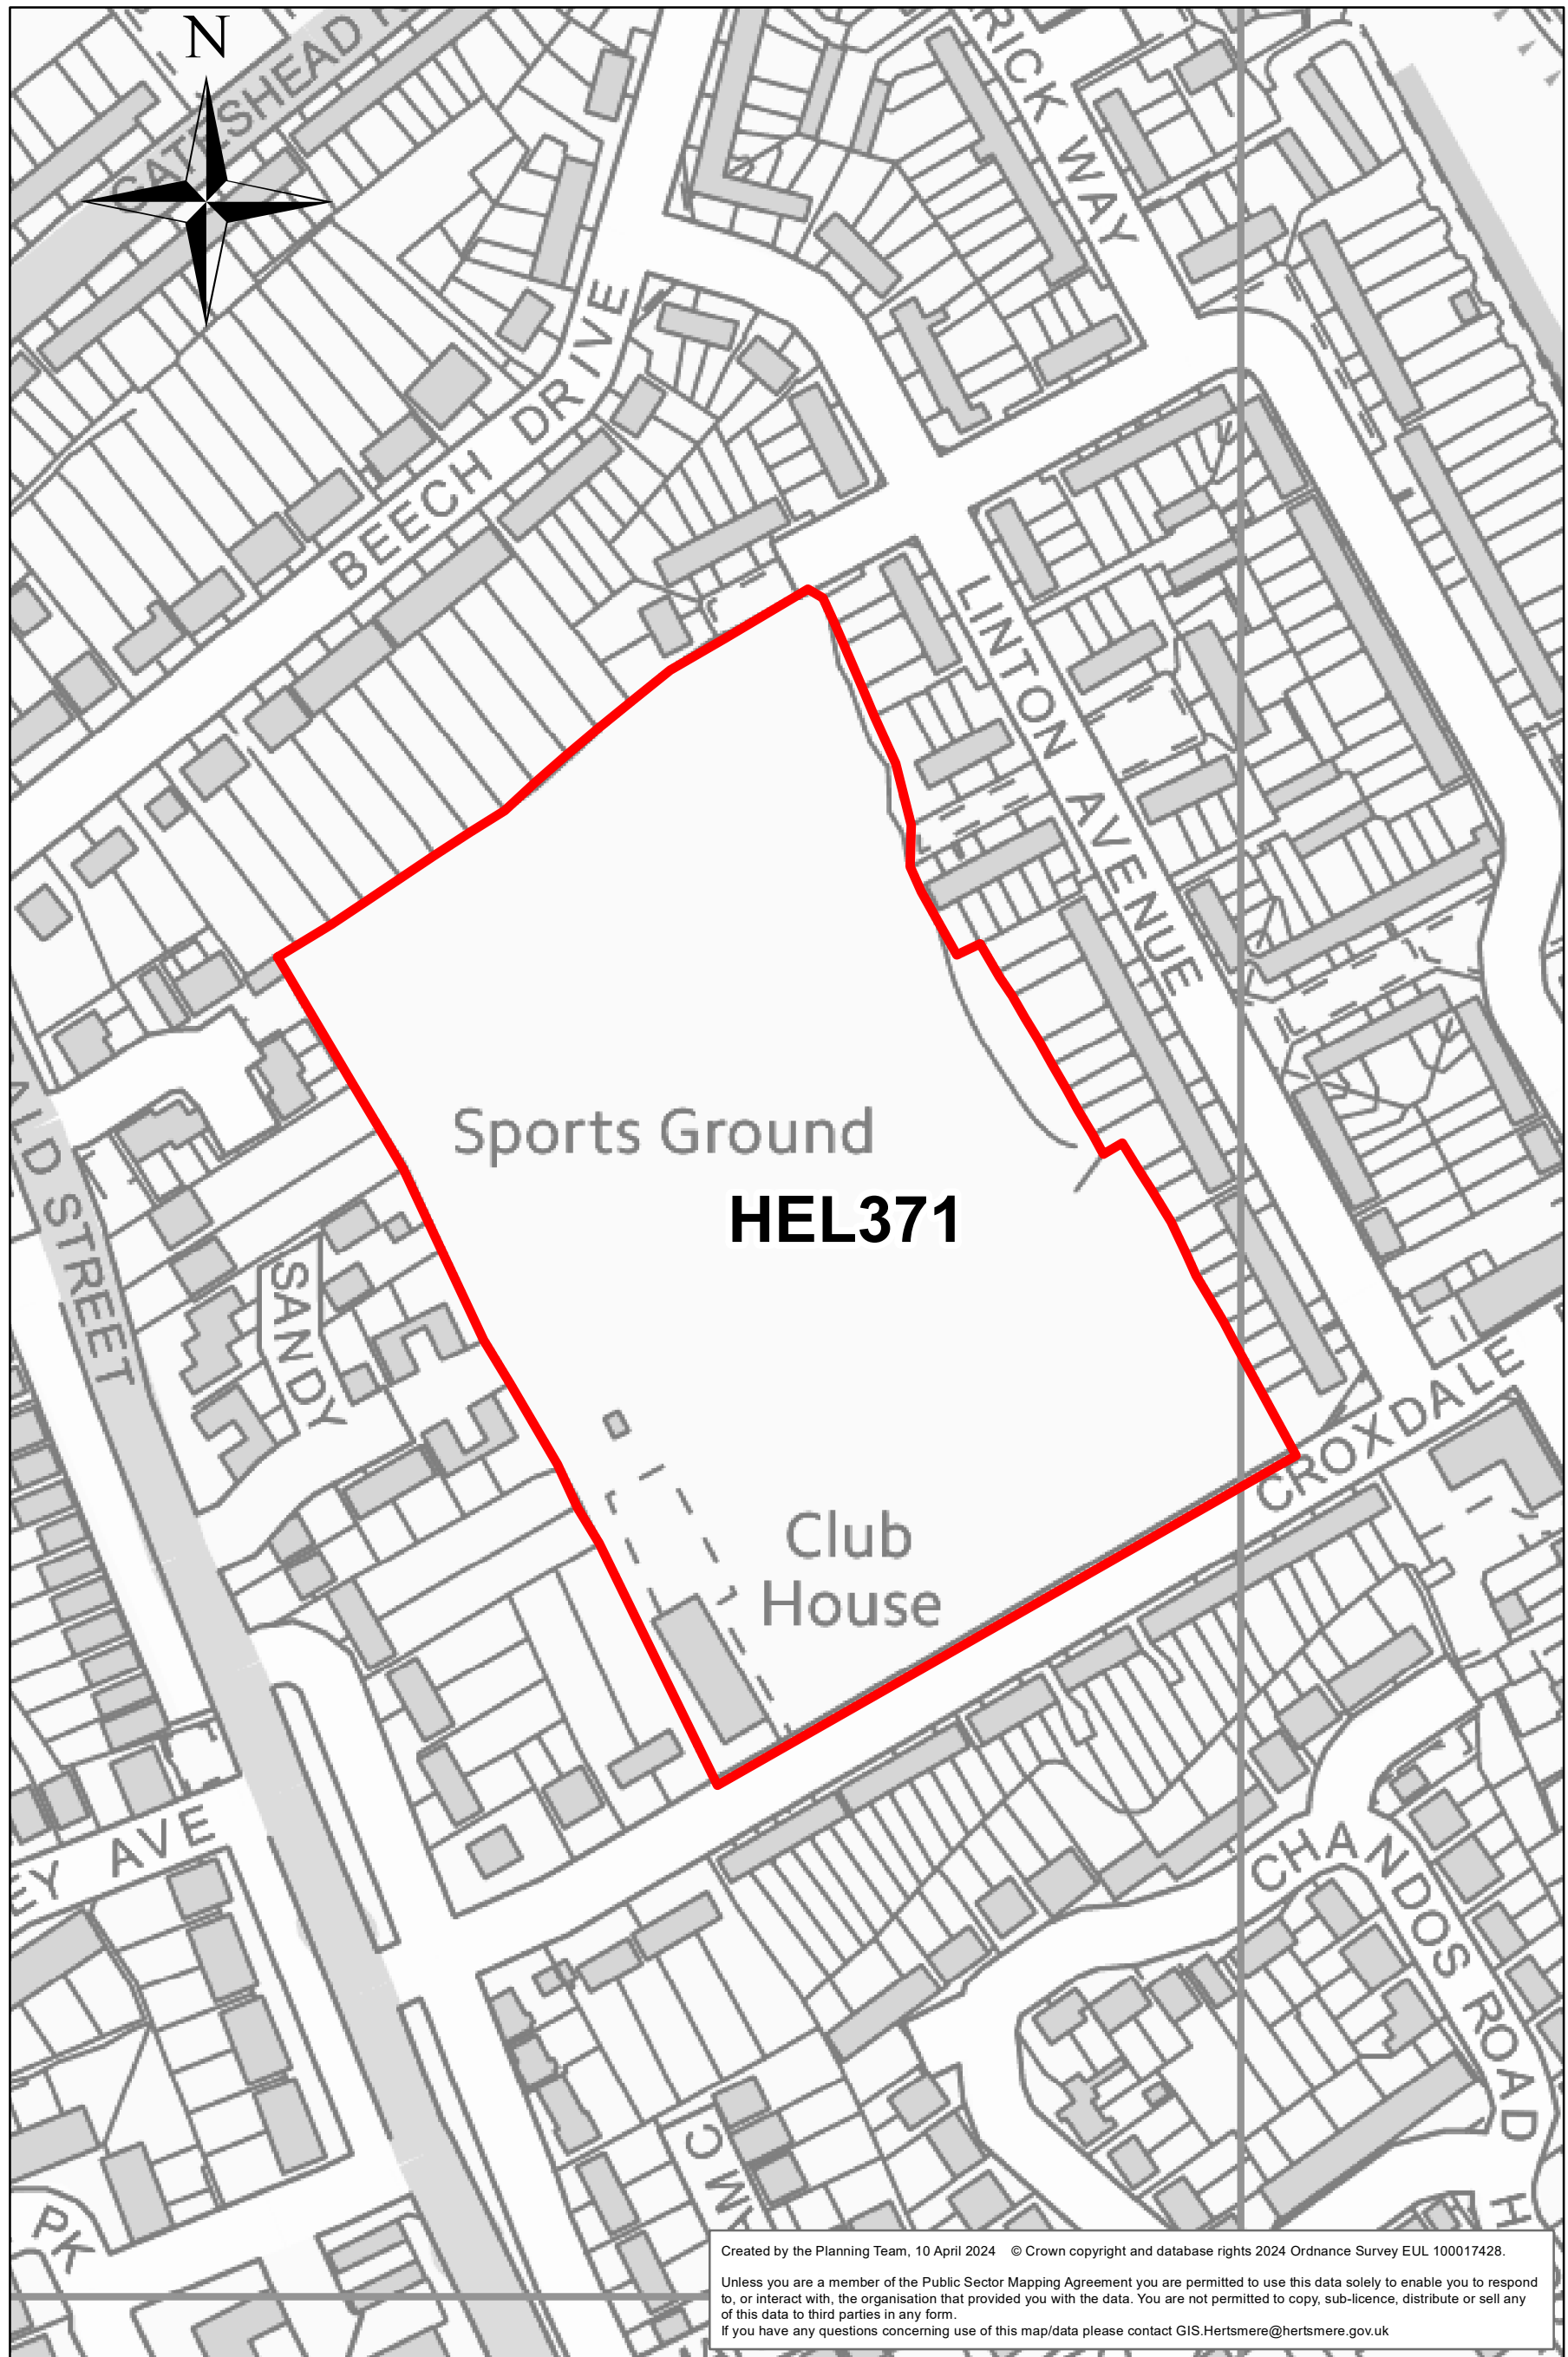 N
GATESHEAD R
RICK WAY
BEECH DRIVE
LINTON AVENUE
Sports Ground
HEL371
ALD STREET
SANDY
CROXDALE
Club
House
EY AVE
CHANDOS ROAD
PK
H
Created by the Planning Team, 10 April 2024 © Crown copyright and database rights 2024 Ordnance Survey EUL 100017428.
Unless you are a member of the Public Sector Mapping Agreement you are permitted to use this data solely to enable you to respond
to, or interact with, the organisation that provided you with the data. You are not permitted to copy, sub-licence, distribute or sell any
of this data to third parties in any form.
If you have any questions concerning use of this map/data please contact GIS.Hertsmere@hertsmere.gov.uk